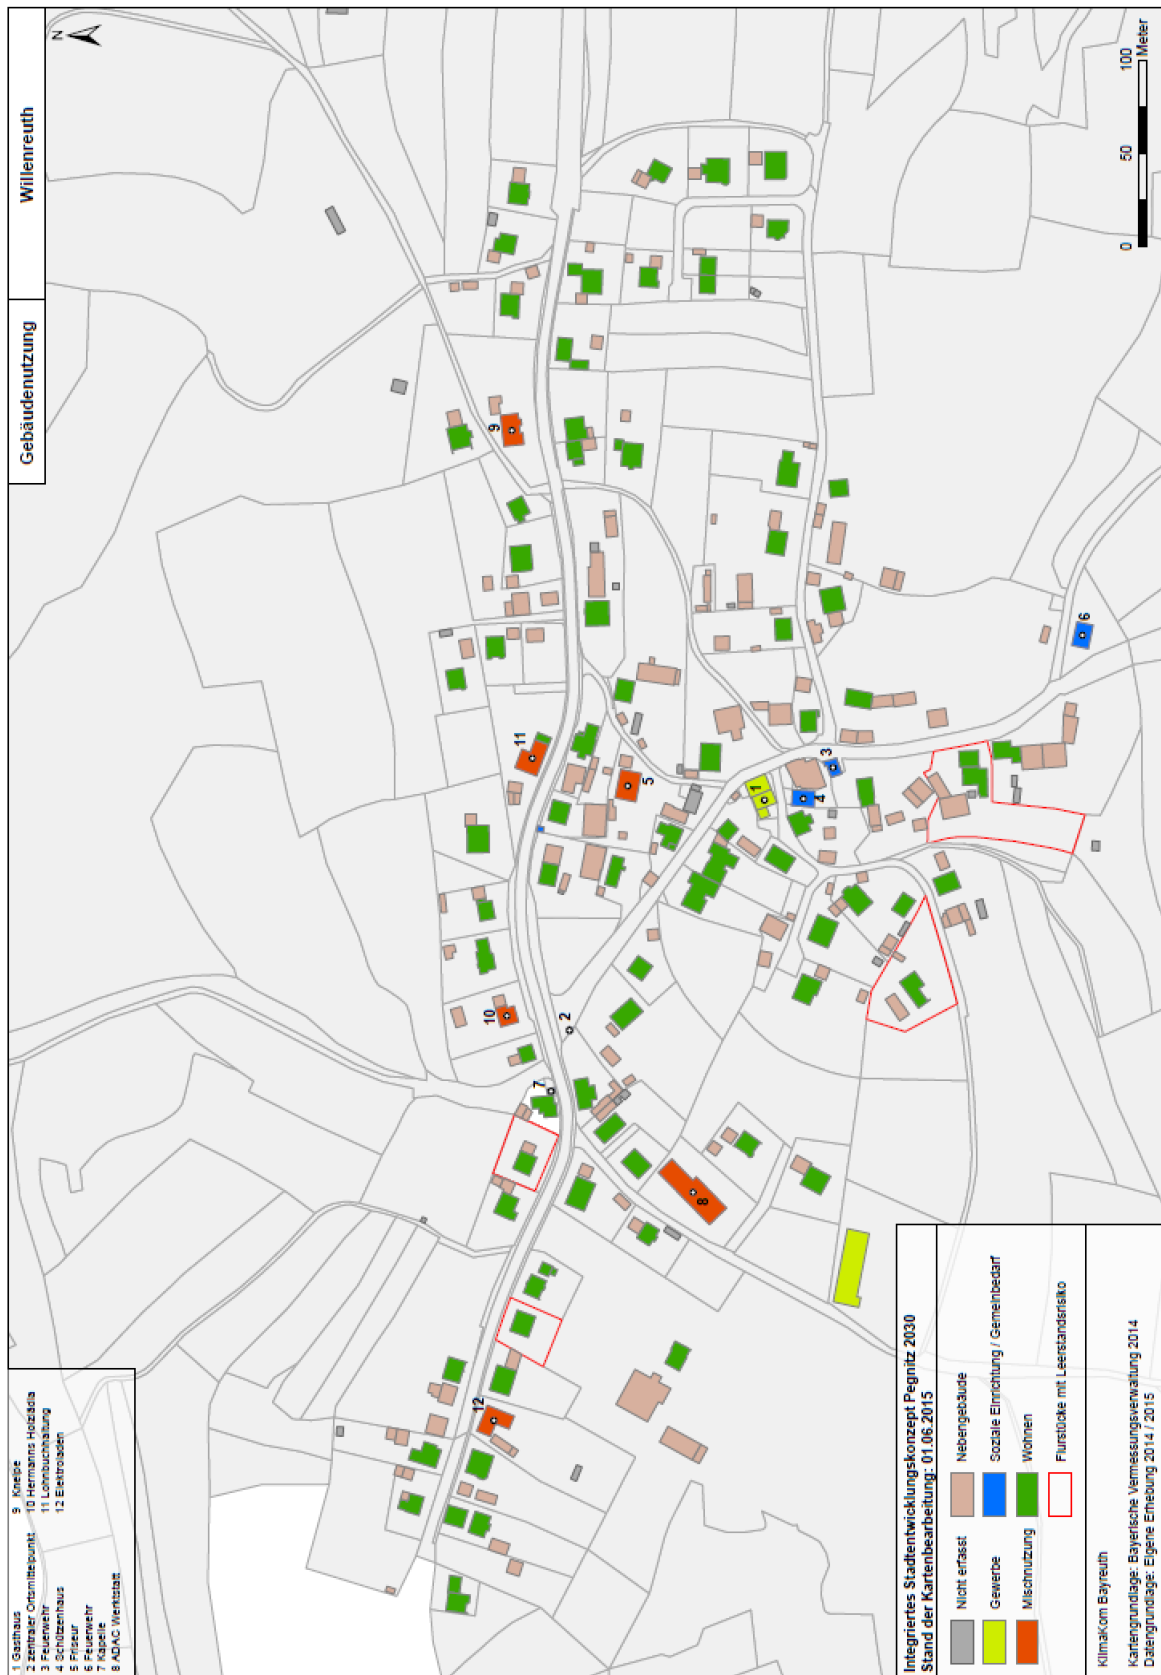 Gebäudenutzung
Willenreuth
N
1 Gasthaus
2 zentraler Ortsmittelpunkt
3 Feuerwehr
4 Schützenhaus
5 Friseur
6 Feuerwehr
7 Kapelle
8 ADAC Werkstatt
9 Kneipe
10 Hermanns Holzlädla
11 Lohnbuchhaltung
12 Elektroladen
12
8
10
7
2
11
5
1
4
3
6
9
0 50 100
Meter
Integriertes Stadtentwicklungskonzept Pegnitz 2030
Stand der Kartenbearbeitung: 01.06.2015
Nicht erfasst
Nebengebäude
Gewerbe
Soziale Einrichtung / Gemeinbedarf
Mischnutzung
Wohnen
Flurstücke mit Leerstandsrisiko
KlimaKom Bayreuth
Kartengrundlage: Bayerische Vermessungsverwaltung 2014
Datengrundlage: Eigene Erhebung 2014 / 2015